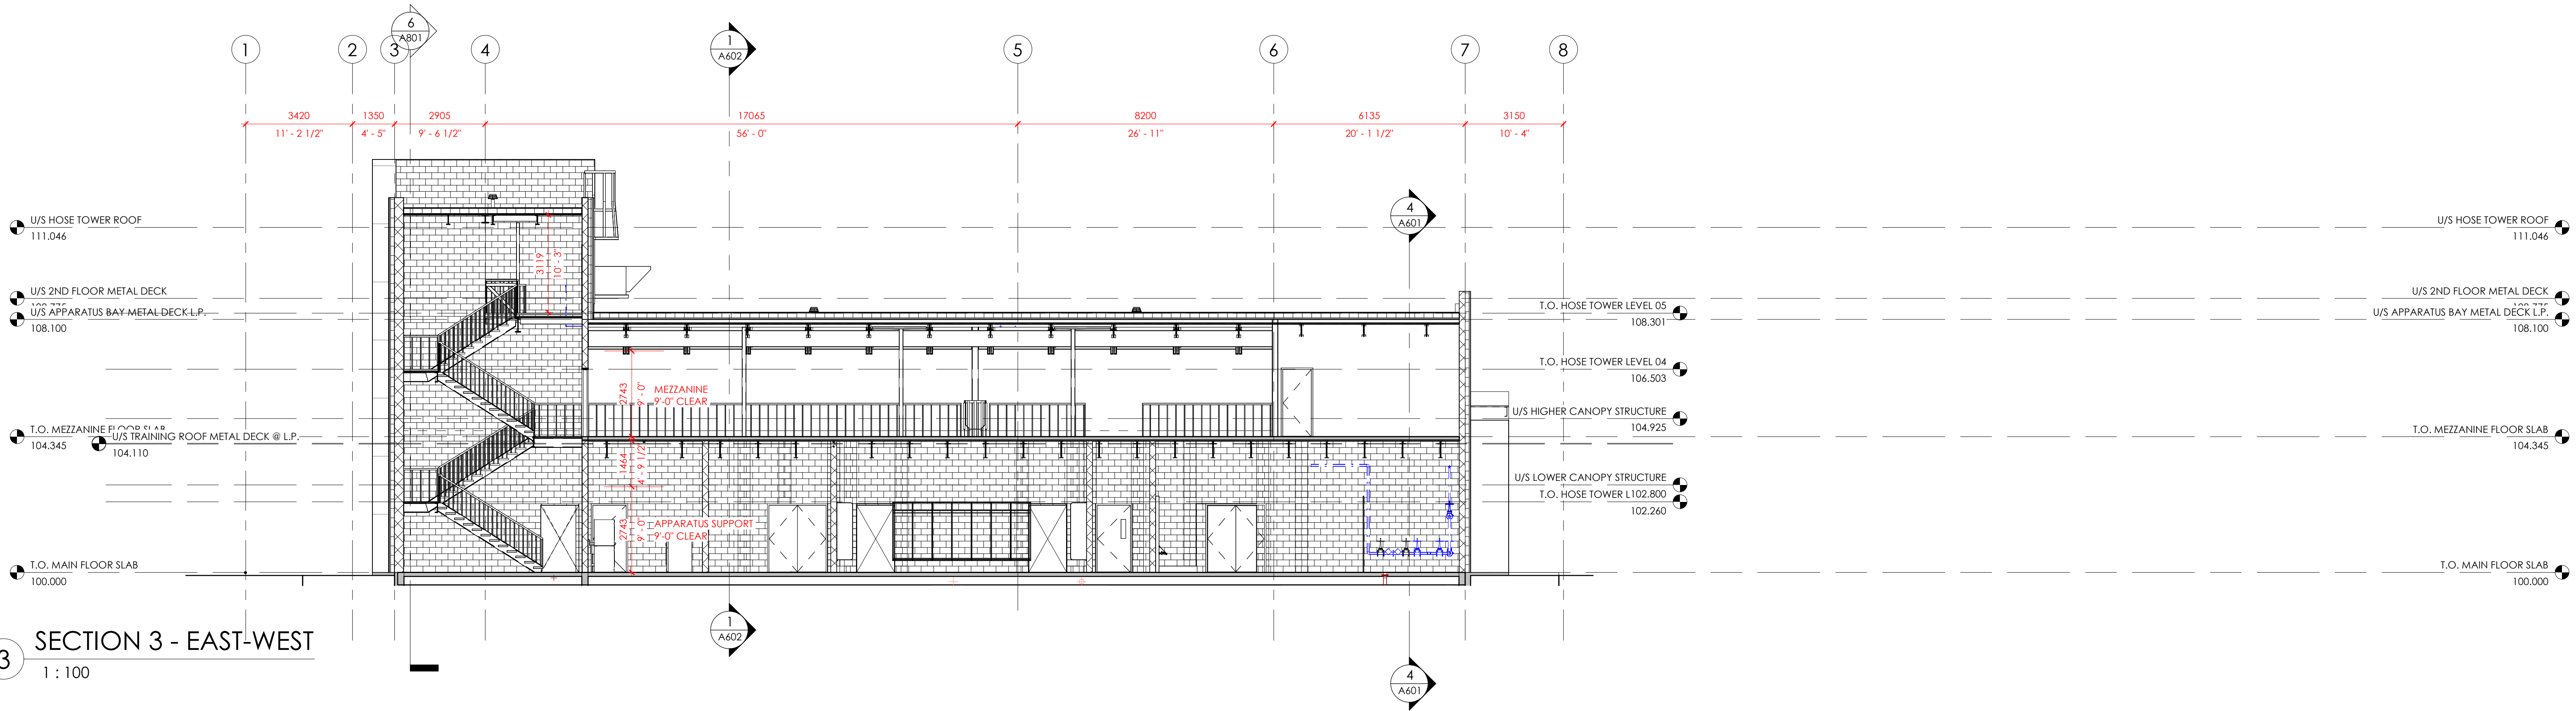 6
A801
1
A602
1
2
3
4
5
6
7
8
3420
1350
2905
17065
8200
6135
3150
11' - 2 1/2"
4' - 5"
9' - 6 1/2"
56' - 0"
26' - 11"
20' - 1 1/2"
10' - 4"
4
A601
U/S HOSE TOWER ROOF
111.046
U/S HOSE TOWER ROOF
111.046
3119
10' - 3"
U/S 2ND FLOOR METAL DECK
U/S APPARATUS BAY METAL DECK L.P.
108.100
T.O. HOSE TOWER LEVEL 05
108.301
U/S 2ND FLOOR METAL DECK
U/S APPARATUS BAY METAL DECK L.P.
108.100
T.O. HOSE TOWER LEVEL 04
106.503
2743
9' - 0"
MEZZANINE
9'-0" CLEAR
U/S HIGHER CANOPY STRUCTURE
104.925
T.O. MEZZANINE FLOOR SLAB
104.345
U/S TRAINING ROOF METAL DECK @ L.P.
104.110
T.O. MEZZANINE FLOOR SLAB
104.345
1464
4' - 9 1/2"
U/S LOWER CANOPY STRUCTURE
T.O. HOSE TOWER L102.800
102.260
2743
9' - 0"
APPARATUS SUPPORT
9'-0" CLEAR
T.O. MAIN FLOOR SLAB
100.000
T.O. MAIN FLOOR SLAB
100.000
1
A602
4
A601
3
SECTION 3 - EAST-WEST
1 : 100